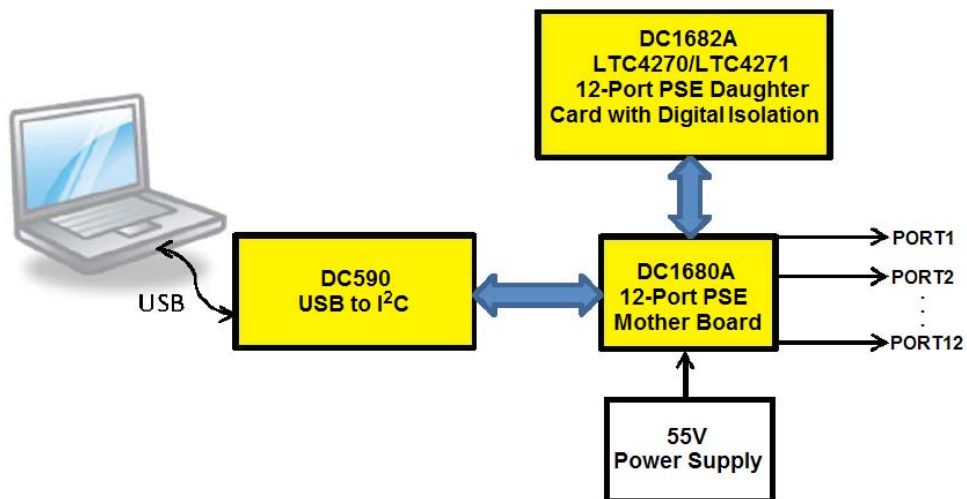 DC1682A
LTC4270/LTC4271
12-Port PSE Daughter
Card with Digital Isolation
USB
DC590
USB to I²C
DC1680A
12-Port PSE
Mother Board
PORT1
PORT2
PORT12
55V
Power Supply